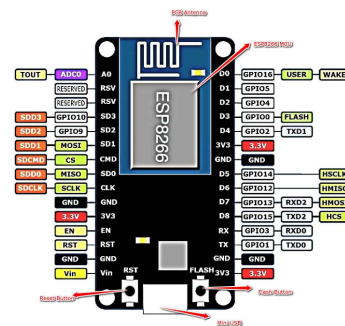 PCB Antenna
ESP8266 MCU
TOUT ADC0 A0 D0 GPIO16 USER WAKE
RESERVED RSV D1 GPIO5
RESERVED RSV D2 GPIO4
SDD3 GPIO10 SD3 D3 GPIO0 FLASH
SDD2 GPIO9 SD2 D4 GPIO2 TXD1
SDD1 MOSI SD1 3V3 3.3V
SDCMD CS CMD GND GND
SDD0 MISO SD0 D5 GPIO14 HSCLK
SDCLK SCLK CLK D6 GPIO12 HMISO
GND GND D7 GPIO13 RXD2 HMOS
3.3V 3V3 D8 GPIO15 TXD2 HCS
EN EN RX GPIO3 RXD0
RST RST TX GPIO1 TXD0
GND GND GND GND
Vin Vin 3V3 3.3V
ESP8266
RST FLASH
Reset Button
Flash Button
Mini USB